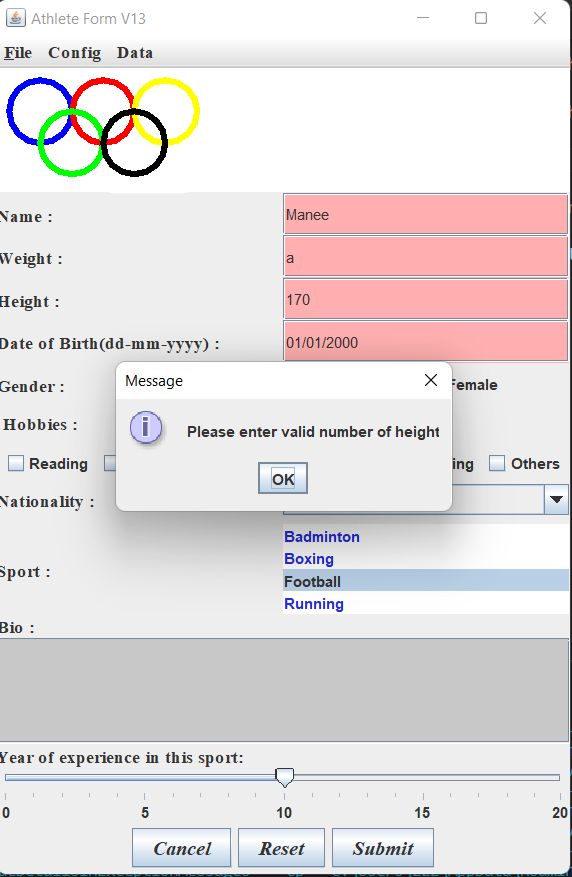 Athlete Form V13
File Config Data
Name : Manee
Weight : a
Height : 170
Date of Birth(dd-mm-yyyy) : 01/01/2000
Message
Gender : Female
Please enter valid number of height
Hobbies :
Reading Others
OK
Nationality :
Badminton
Boxing
Sport : Football
Running
Bio :
Year of experience in this sport:
0 5 10 15 20
Cancel Reset Submit